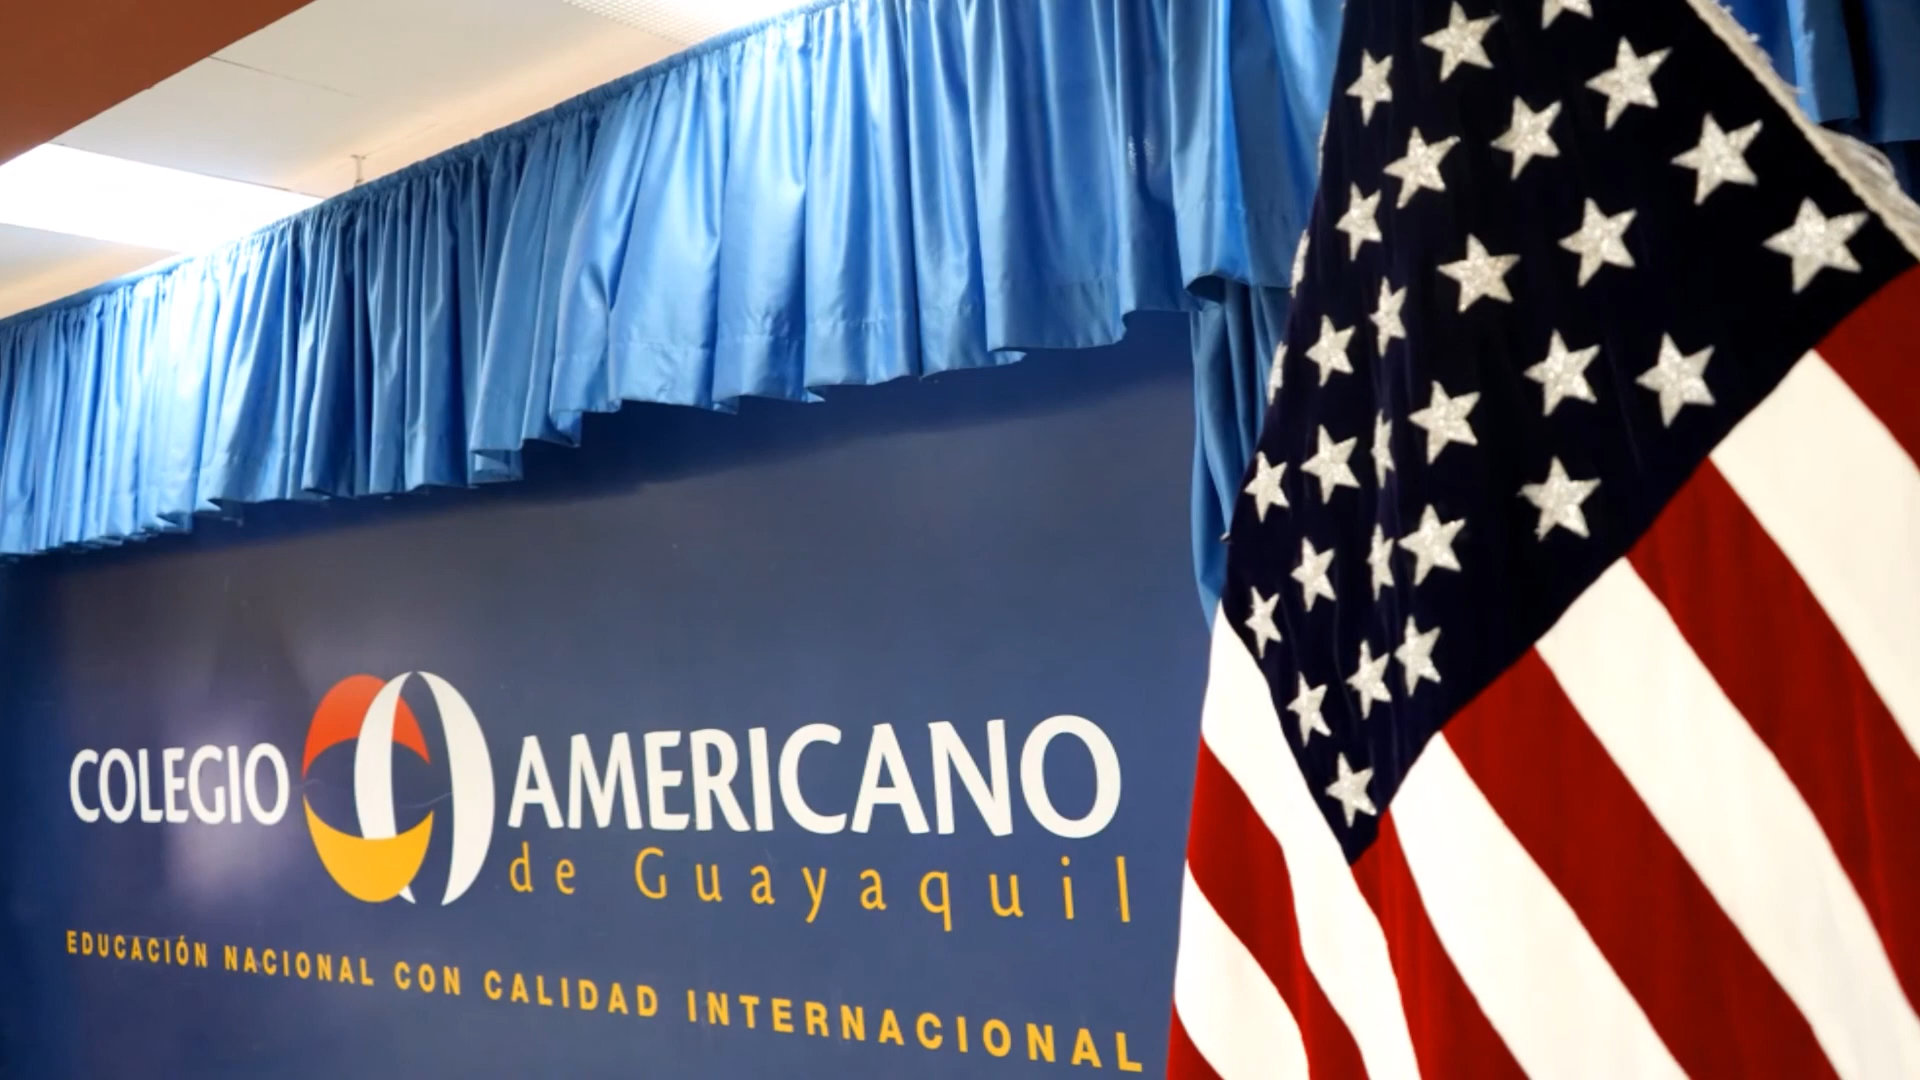 COLEGIO AMERICANO
de Guayaquil
EDUCACIÓN NACIONAL CON CALIDAD INTERNACIONAL